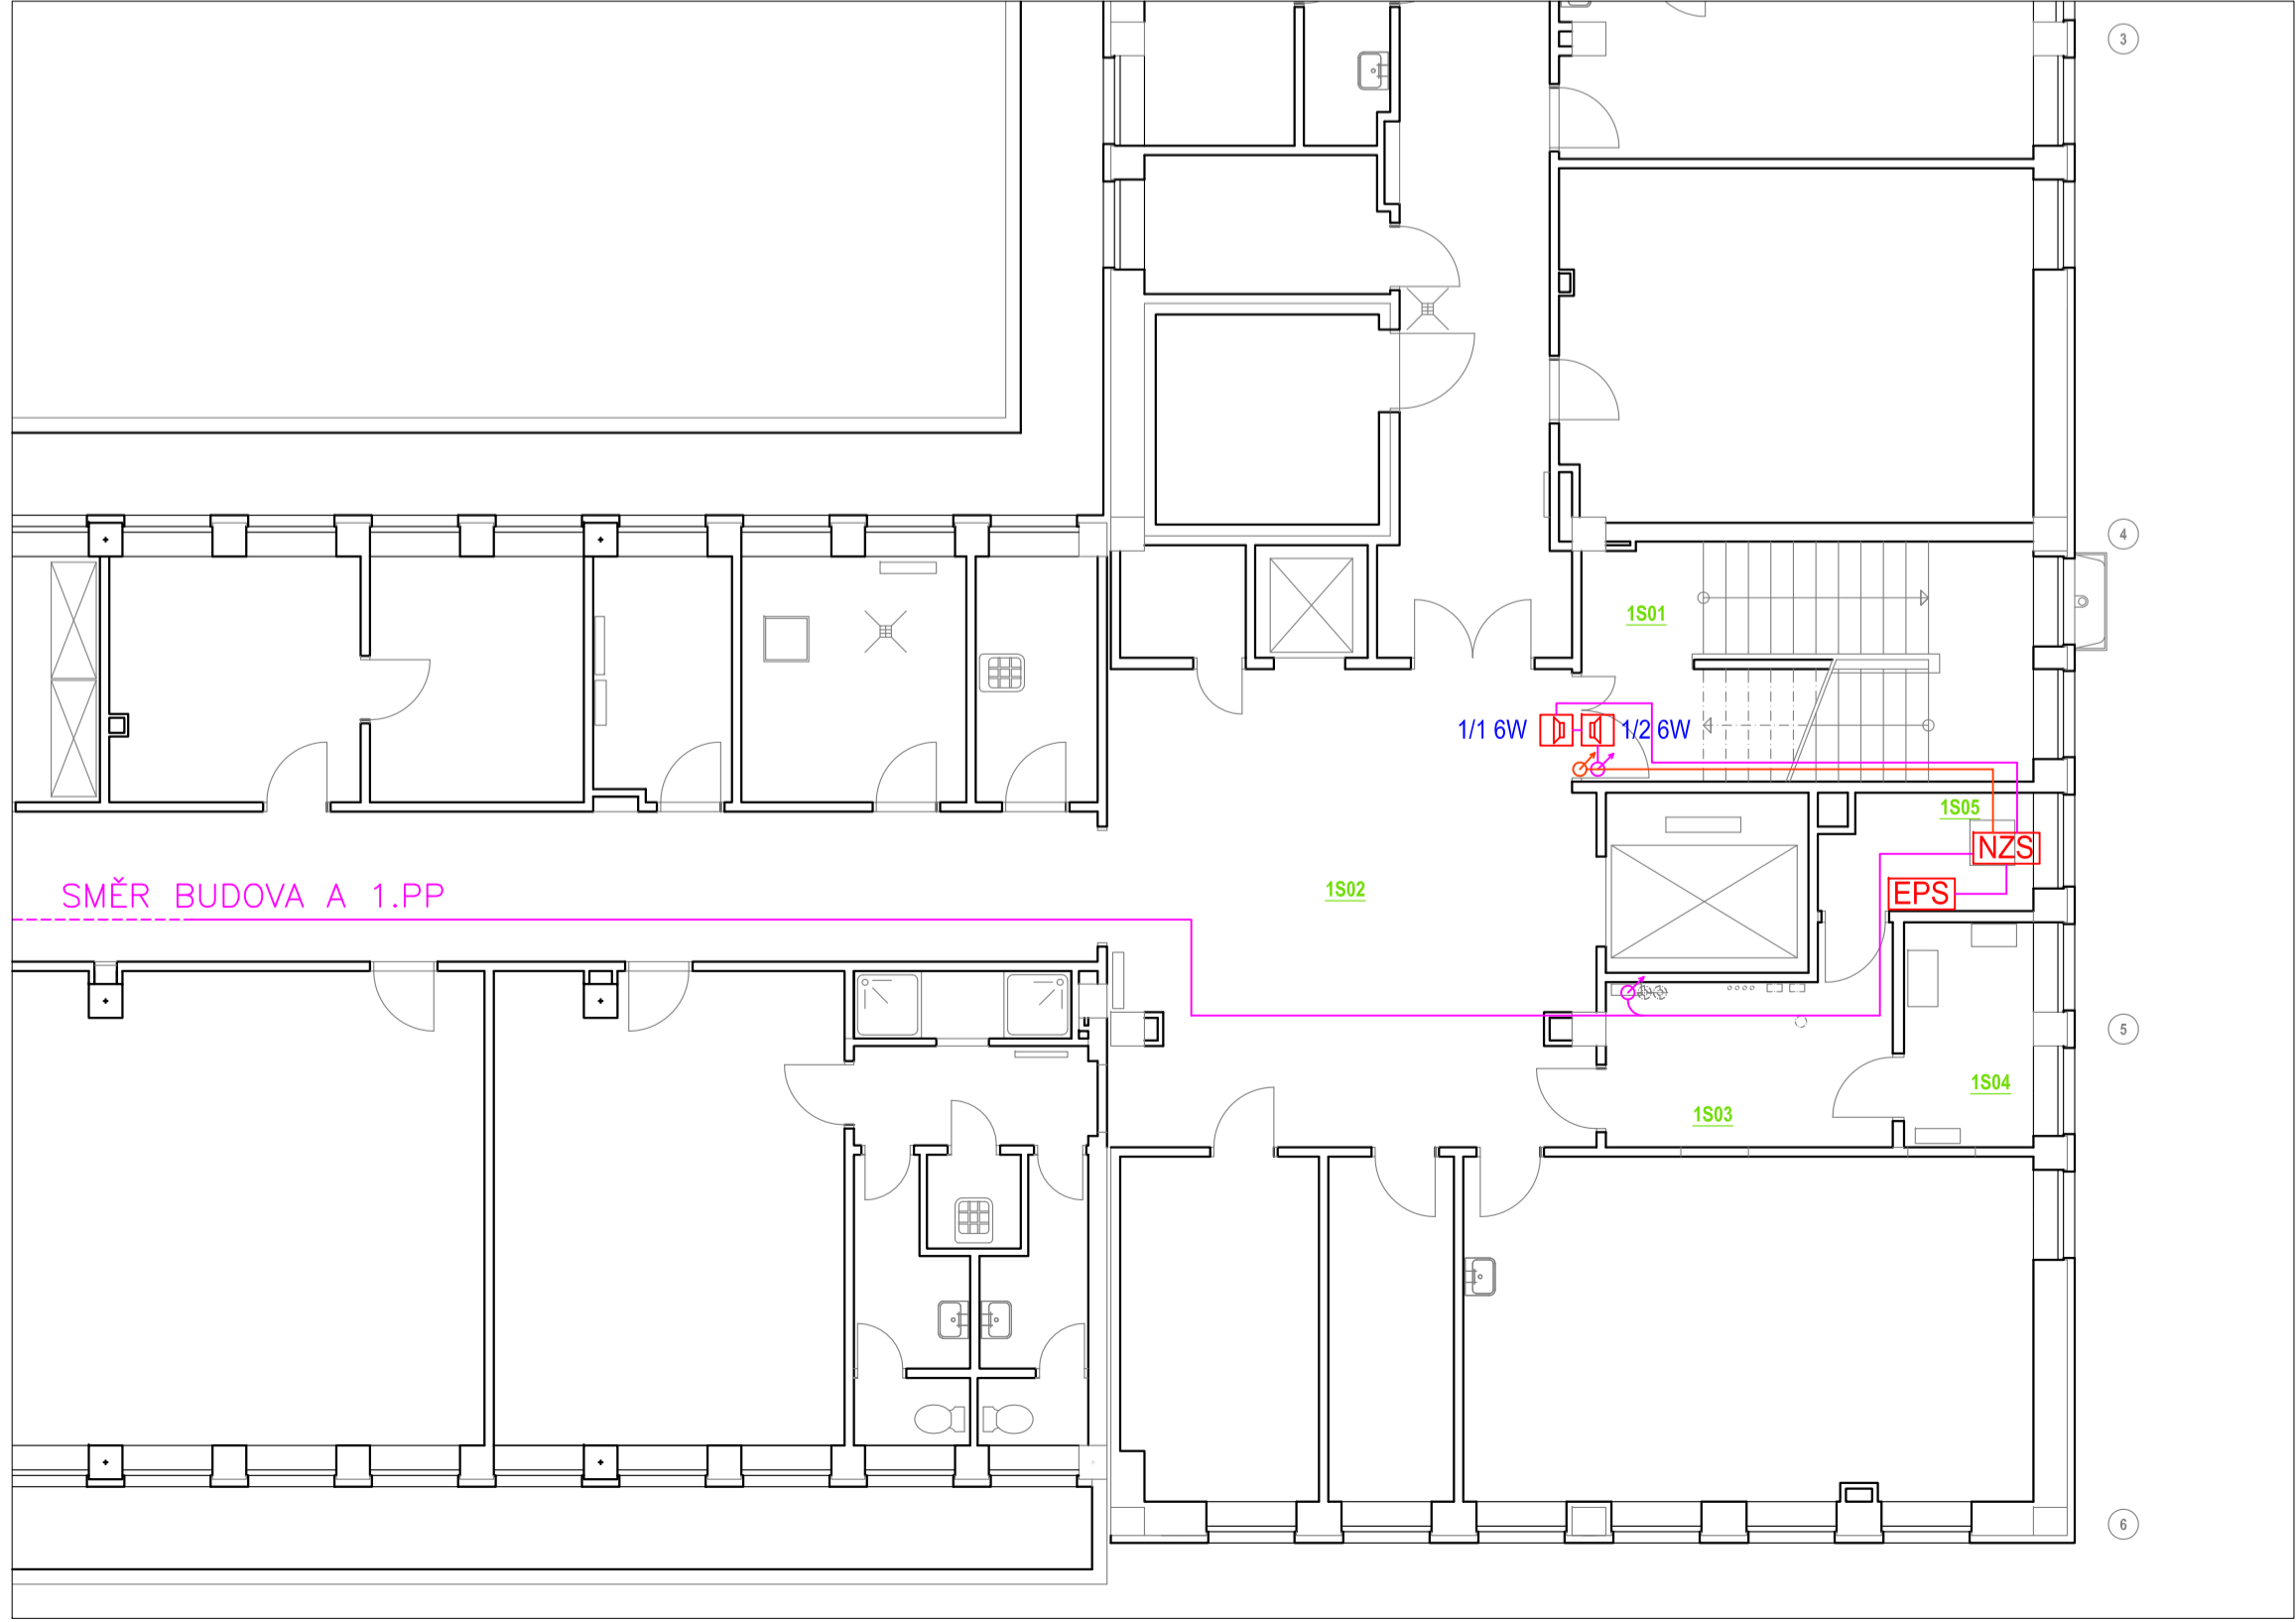 3
4
1S01
1/1 6W
1/2 6W
1S05
NZS
EPS
1S02
SMĚR BUDOVA A 1.PP
5
1S04
1S03
6